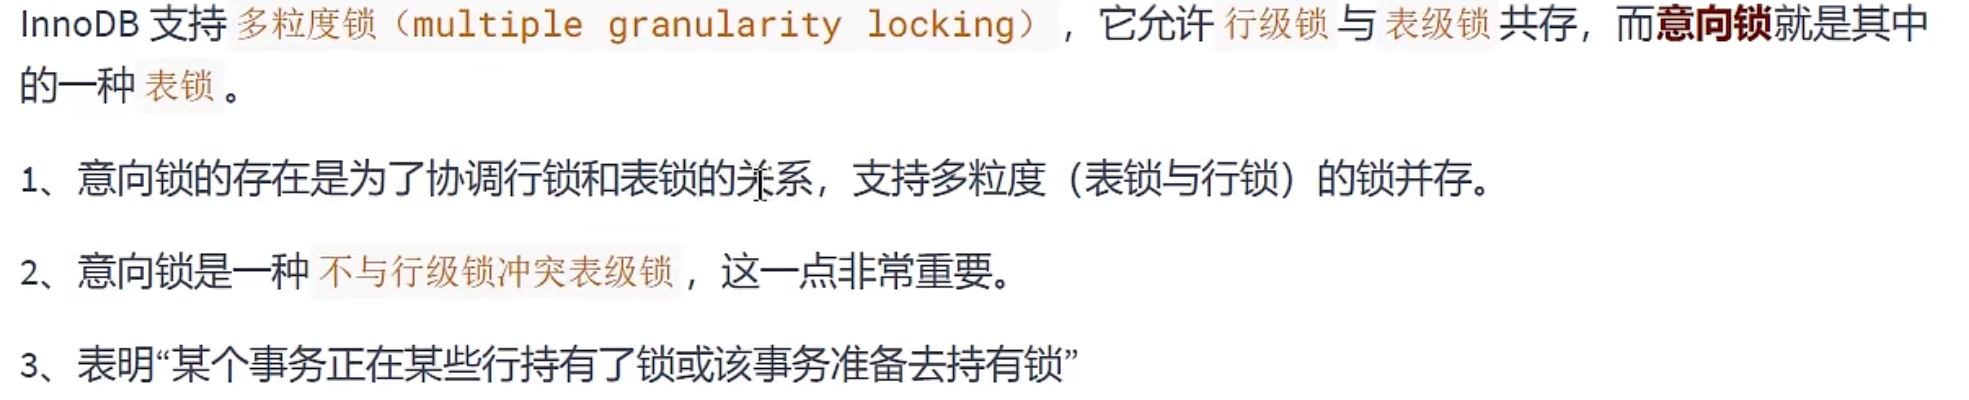 InnoDB 支持 多粒度锁（multiple granularity locking） ，它允许 行级锁 与 表级锁 共存，而意向锁就是其中
的一种 表锁 。
1、意向锁的存在是为了协调行锁和表锁的关系，支持多粒度（表锁与行锁）的锁并存。
2、意向锁是一种 不与行级锁冲突表级锁 ，这一点非常重要。
3、表明“某个事务正在某些行持有了锁或该事务准备去持有锁”